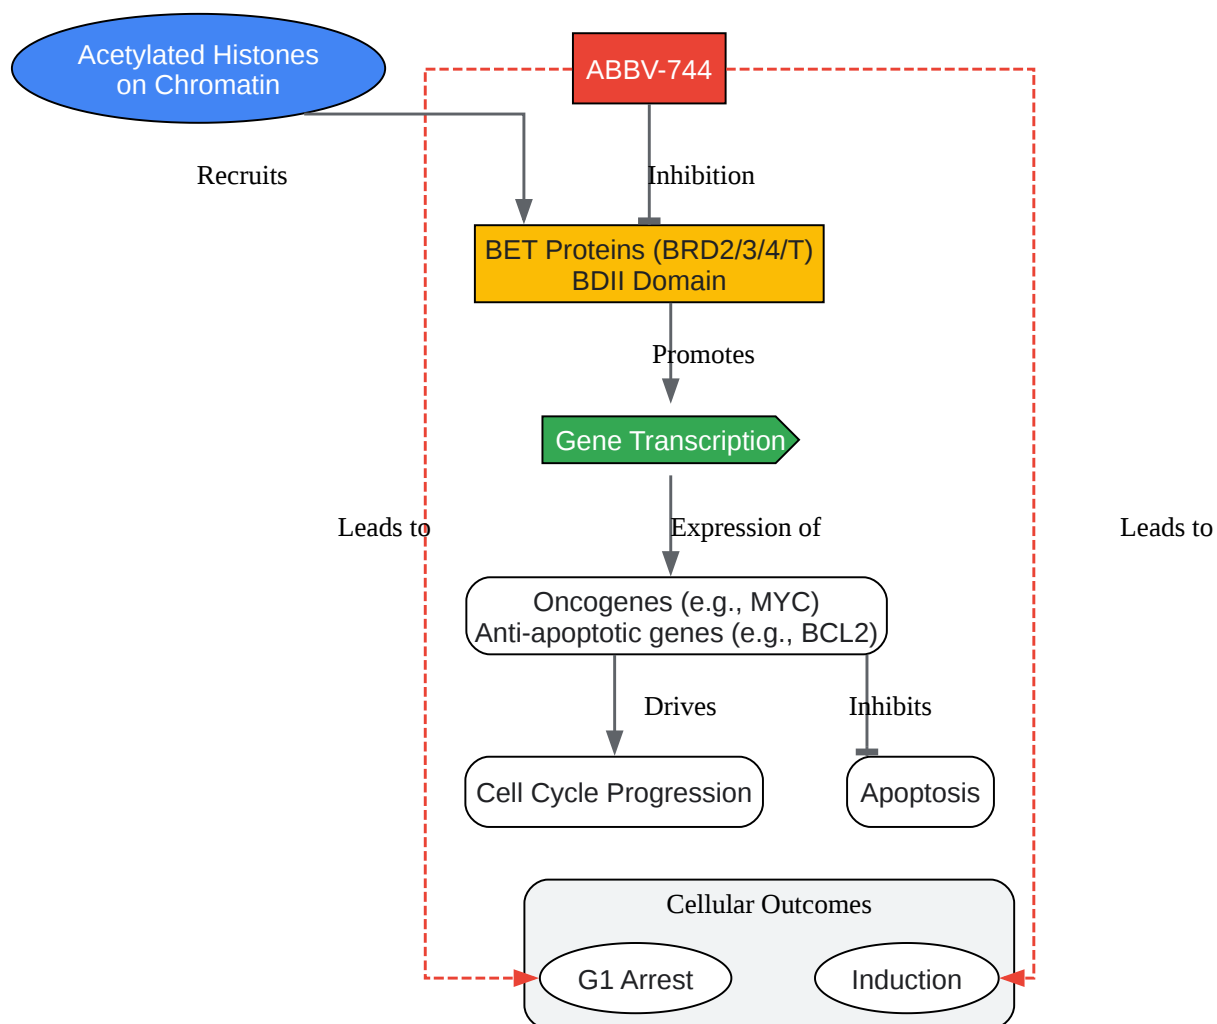 Acetylated Histones
on Chromatin
ABBV-744
Recruits
Inhibition
BET Proteins (BRD2/3/4/T)
BDII Domain
Promotes
Gene Transcription
Leads to
Expression of
Leads to
Oncogenes (e.g., MYC)
Anti-apoptotic genes (e.g., BCL2)
Drives
Inhibits
Cell Cycle Progression
Apoptosis
Cellular Outcomes
G1 Arrest
Induction